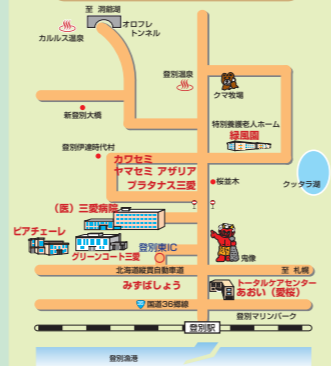 至 洞爺湖
オロフレ
トンネル
カルルス温泉
登別温泉
クマ牧場
新登別大橋
特別養護老人ホーム
緑風園
登別伊達時代村
カワセミ
ヤマセミ アザリア
プラタナス三愛
桜並木
クッタラ湖
（医）三愛病院
ピアチェーレ
グリーンコート三愛
登別東IC
鬼像
北海道縦貫自動車道
至 札幌
みずばしょう
トータルケアセンター
あおい（愛桜）
国道36号線
登別マリンパーク
登別駅
登別漁港